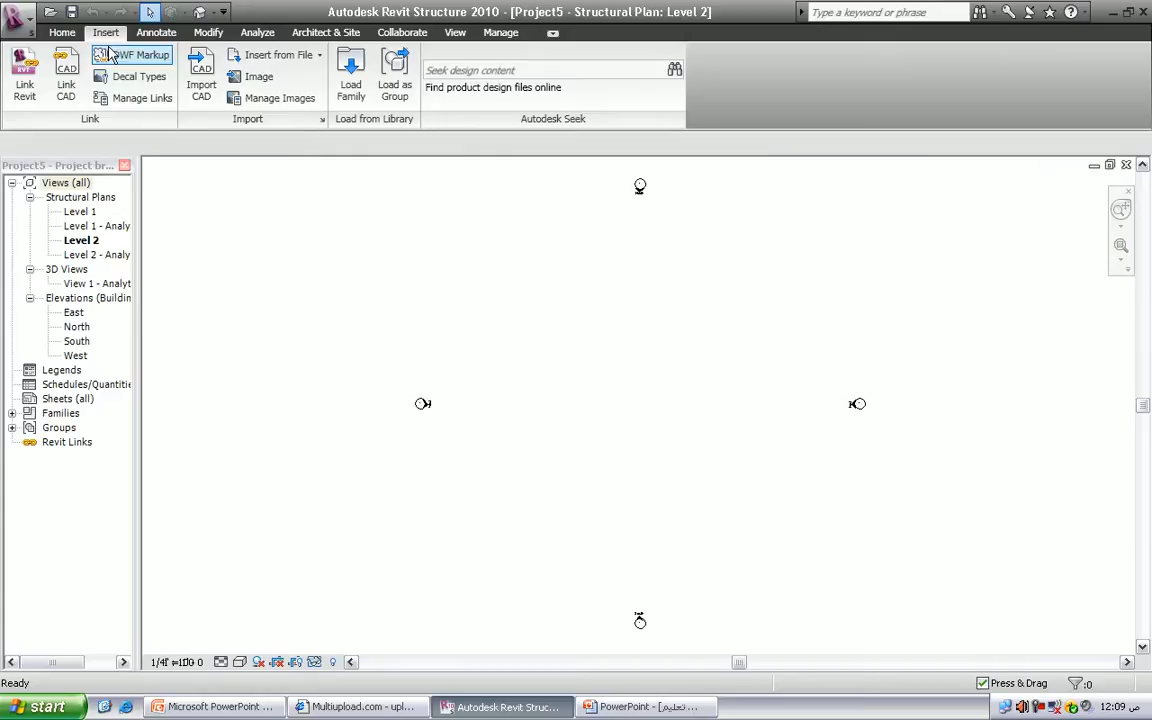 Autodesk Revit Structure 2010 - [Project5 - Structural Plan: Level 2]
Type a keyword or phrase
Home Insert Annotate Modify Analyze Architect & Site Collaborate View Manage
Link Revit
Link CAD
DWF Markup
Decal Types
Manage Links
Import CAD
Insert from File
Image
Manage Images
Load Family
Load as Group
Seek design content
Find product design files online
Link Import Load from Library Autodesk Seek
Project5 - Project br...
Views (all)
Structural Plans
Level 1
Level 1 - Analy
Level 2
Level 2 - Analy
3D Views
View 1 - Analyt
Elevations (Buildin
East
North
South
West
Legends
Schedules/Quantitie
Sheets (all)
Families
Groups
Revit Links
Ready
Press & Drag
:0
start
Microsoft PowerPoint ...
Multiupload.com - upl...
Autodesk Revit Struc...
PowerPoint - [تعليم...
12:09 ص